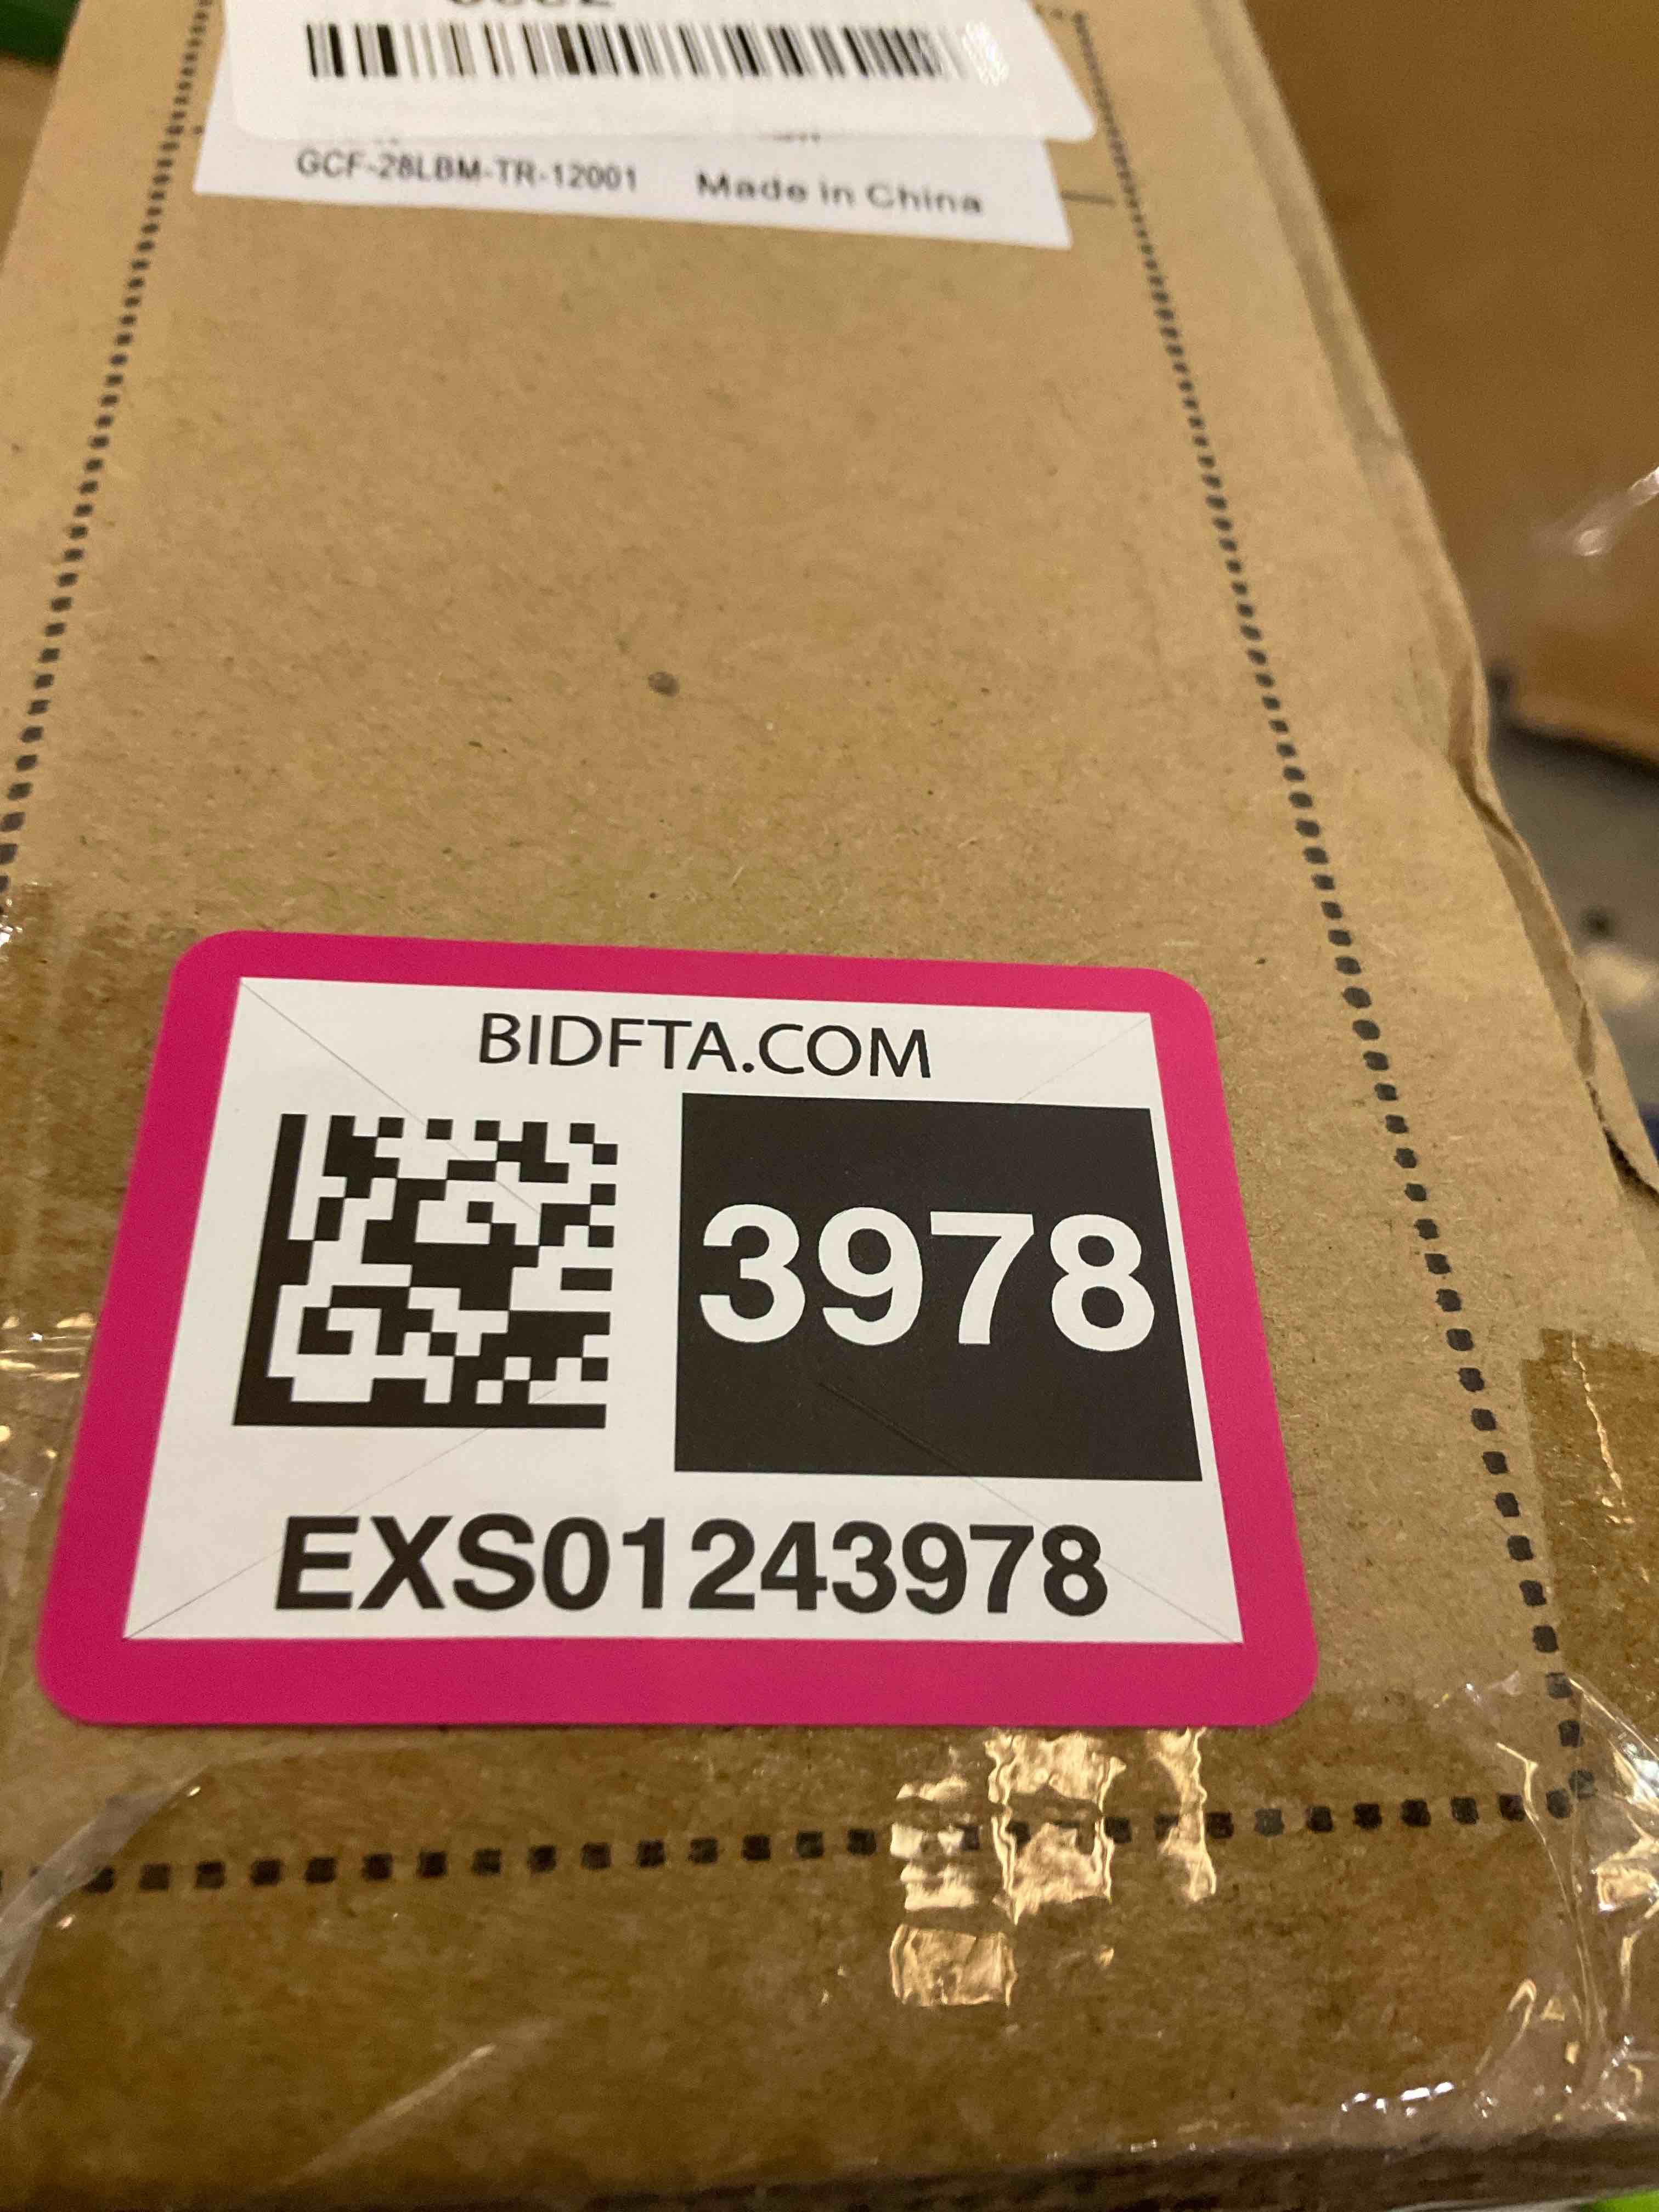 GCF-28LBM-TR-12001 Made in China
BIDFTA.COM
3978
EXS01243978